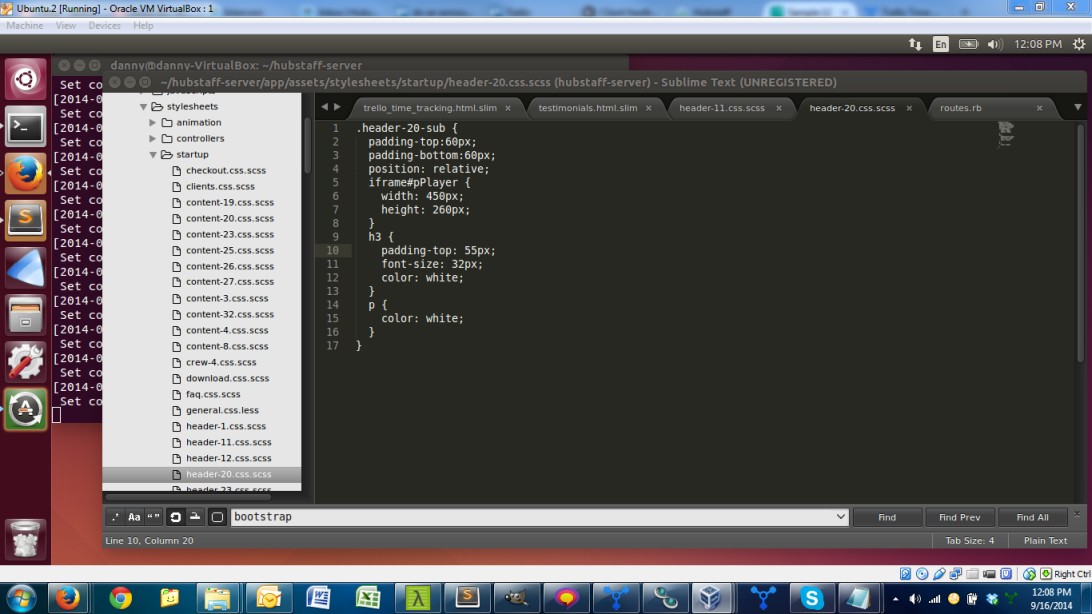 Ubuntu.2 [Running] - Oracle VM VirtualBox : 1
Machine View Devices Help
En 12:08 PM
danny@danny-VirtualBox: ~/hubstaff-server
~/hubstaff-server/app/assets/stylesheets/startup/header-20.css.scss (hubstaff-server) - Sublime Text (UNREGISTERED)
Set co
[2014-0
Set co
[2014-0
Set co
[2014-0
Set co
[2014-0
Set co
[2014-0
Set co
[2014-0
Set co
[2014-0
Set co
[2014-0
Set co
[2014-0
Set co
[2014-0
Set co
[2014-0
Set co
stylesheets
animation
controllers
startup
checkout.css.scss
clients.css.scss
content-19.css.scss
content-20.css.scss
content-23.css.scss
content-25.css.scss
content-26.css.scss
content-27.css.scss
content-3.css.scss
content-32.css.scss
content-4.css.scss
content-8.css.scss
crew-4.css.scss
download.css.scss
faq.css.scss
general.css.less
header-1.css.scss
header-11.css.scss
header-12.css.scss
header-20.css.scss
header-23.css.scss
trello_time_tracking.html.slim × testimonials.html.slim × header-11.css.scss × header-20.css.scss × routes.rb ×
1 .header-20-sub {
2 padding-top:60px;
3 padding-bottom:60px;
4 position: relative;
5 iframe#pPlayer {
6 width: 450px;
7 height: 260px;
8 }
9 h3 {
10 padding-top: 55px;
11 font-size: 32px;
12 color: white;
13 }
14 p {
15 color: white;
16 }
17 }
.* Aa “” bootstrap Find Find Prev Find All ×
Line 10, Column 20 Tab Size: 4 Plain Text
Right Ctrl
12:08 PM
9/16/2014